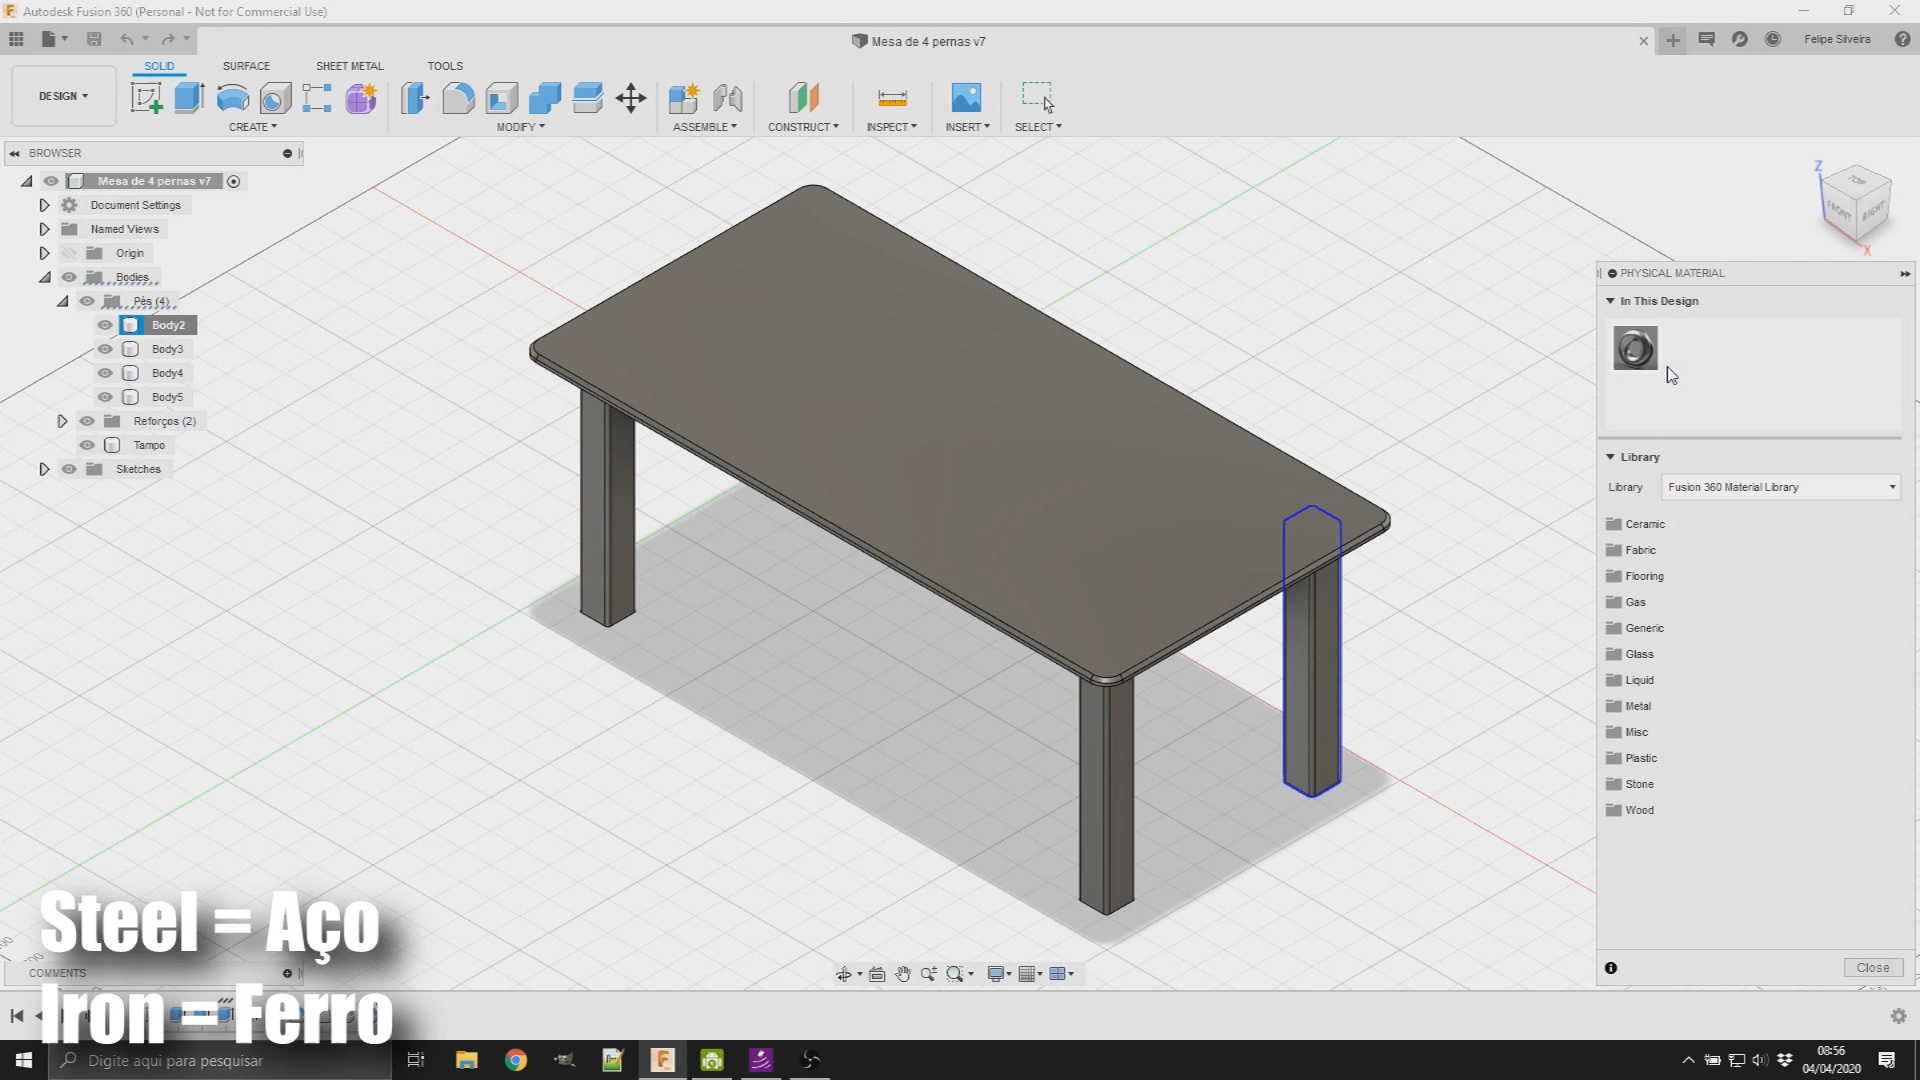 Autodesk Fusion 360 (Personal - Not for Commercial Use)
Mesa de 4 pernas v7
Felipe Silveira
DESIGN
SOLID
SURFACE
SHEET METAL
TOOLS
CREATE
MODIFY
ASSEMBLE
CONSTRUCT
INSPECT
INSERT
SELECT
BROWSER
Mesa de 4 pernas v7
Document Settings
Named Views
Origin
Bodies
Pés (4)
Body2
Body3
Body4
Body5
Reforços (2)
Tampo
Sketches
Z
TOP
FRONT
RIGHT
X
PHYSICAL MATERIAL
In This Design
Library
Library
Fusion 360 Material Library
Ceramic
Fabric
Flooring
Gas
Generic
Glass
Liquid
Metal
Misc
Plastic
Stone
Wood
Close
Steel = Aço
COMMENTS
Iron = Ferro
Digite aqui para pesquisar
08:56
04/04/2020